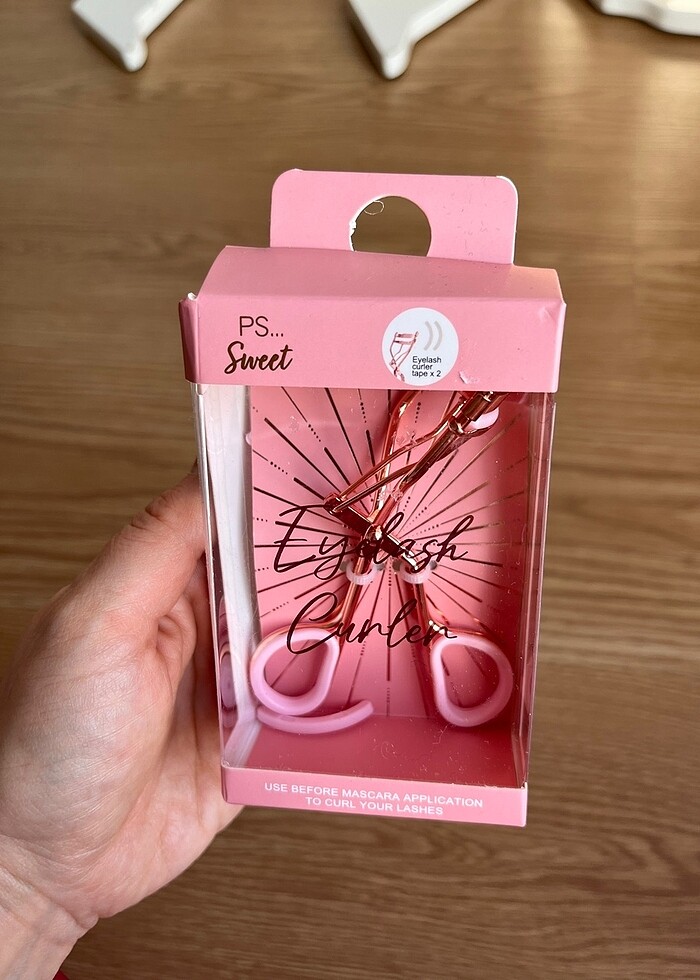 PS...
Sweet
Eyelash
curler
tape x 2
Eyelash
Curler
USE BEFORE MASCARA APPLICATION
TO CURL YOUR LASHES